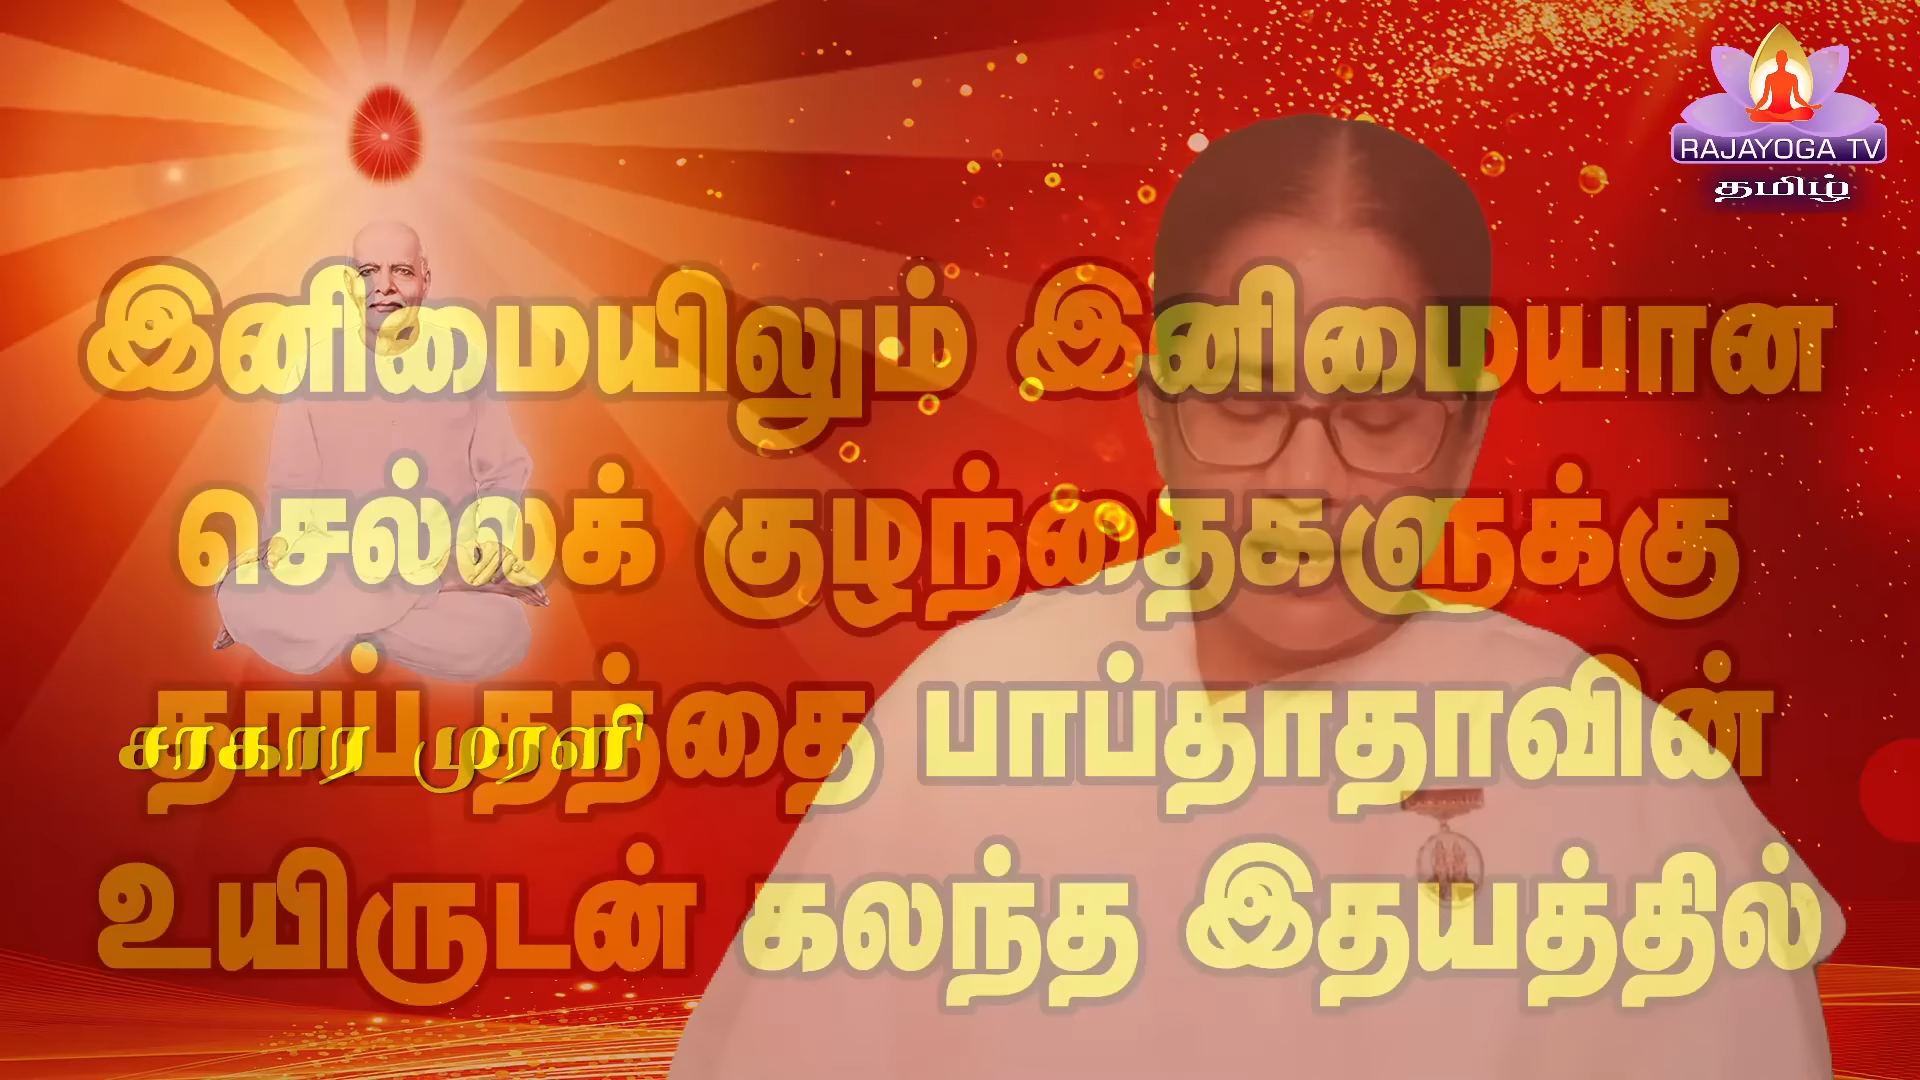 RAJAYOGA TV
தமிழ்
இனிமையிலும் இனிமையான
செல்லக் குழந்தைகளுக்கு
தாய் தந்தை பாப்தாதாவின்
சாகார முரளி
உயிருடன் கலந்த இதயத்தில்